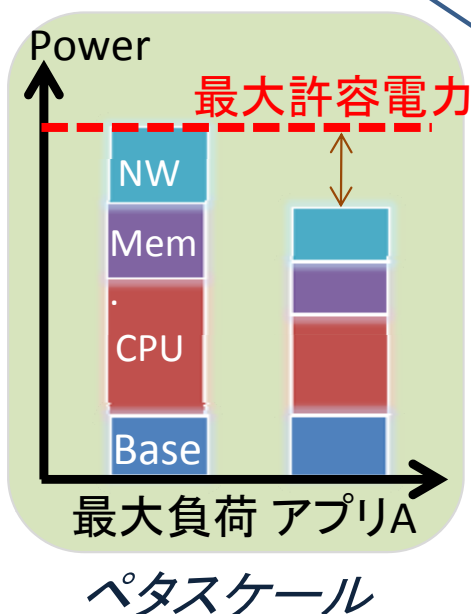 Power
最大許容電力
NW
Mem
.
CPU
Base
最大負荷 アプリA
ペタスケール